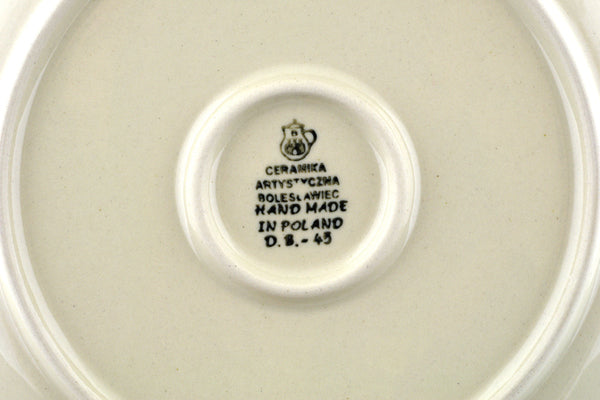 CERAMIKA
ARTYSTYCZNA
BOLESŁAWIEC
HAND MADE
IN POLAND
D.B.-45